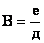 В = е/д